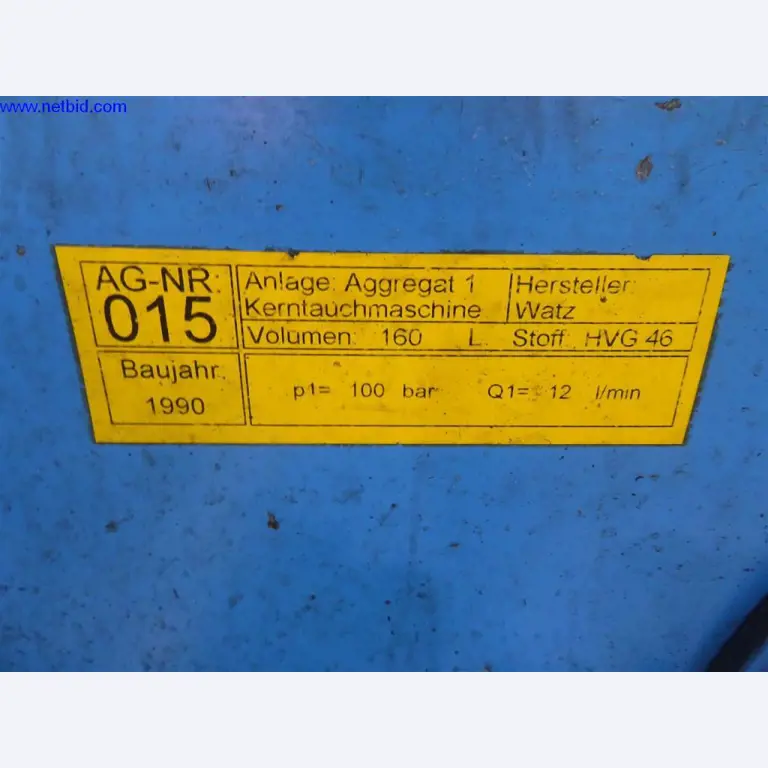 www.netbid.com
AG-NR:
015
Anlage: Aggregat 1
Kerntauchmaschine
Hersteller:
Watz
Volumen: 160 L Stoff: HVG 46
Baujahr:
1990
p1= 100 bar Q1= 12 l/min